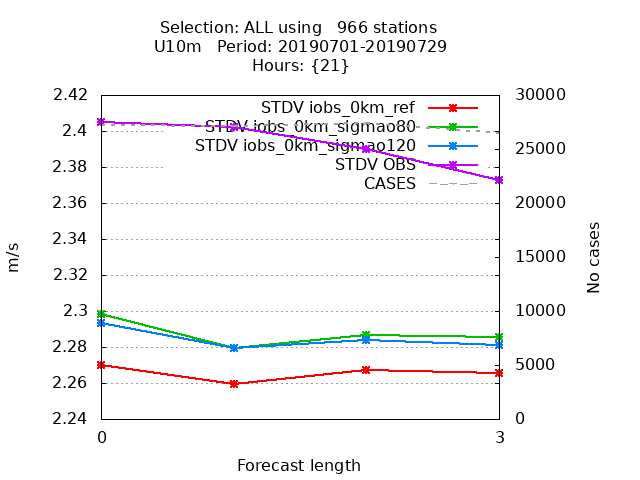 Selection: ALL using   966 stations
U10m   Period: 20190701-20190729
Hours: {21}
2.42
2.4
2.38
2.36
2.34
2.32
2.3
2.28
2.26
2.24
m/s
STDV iobs_0km_ref
STDV iobs_0km_sigmao80
STDV iobs_0km_sigmao120
STDV OBS
CASES
30000
25000
20000
15000
10000
5000
0
No cases
0
3
Forecast length